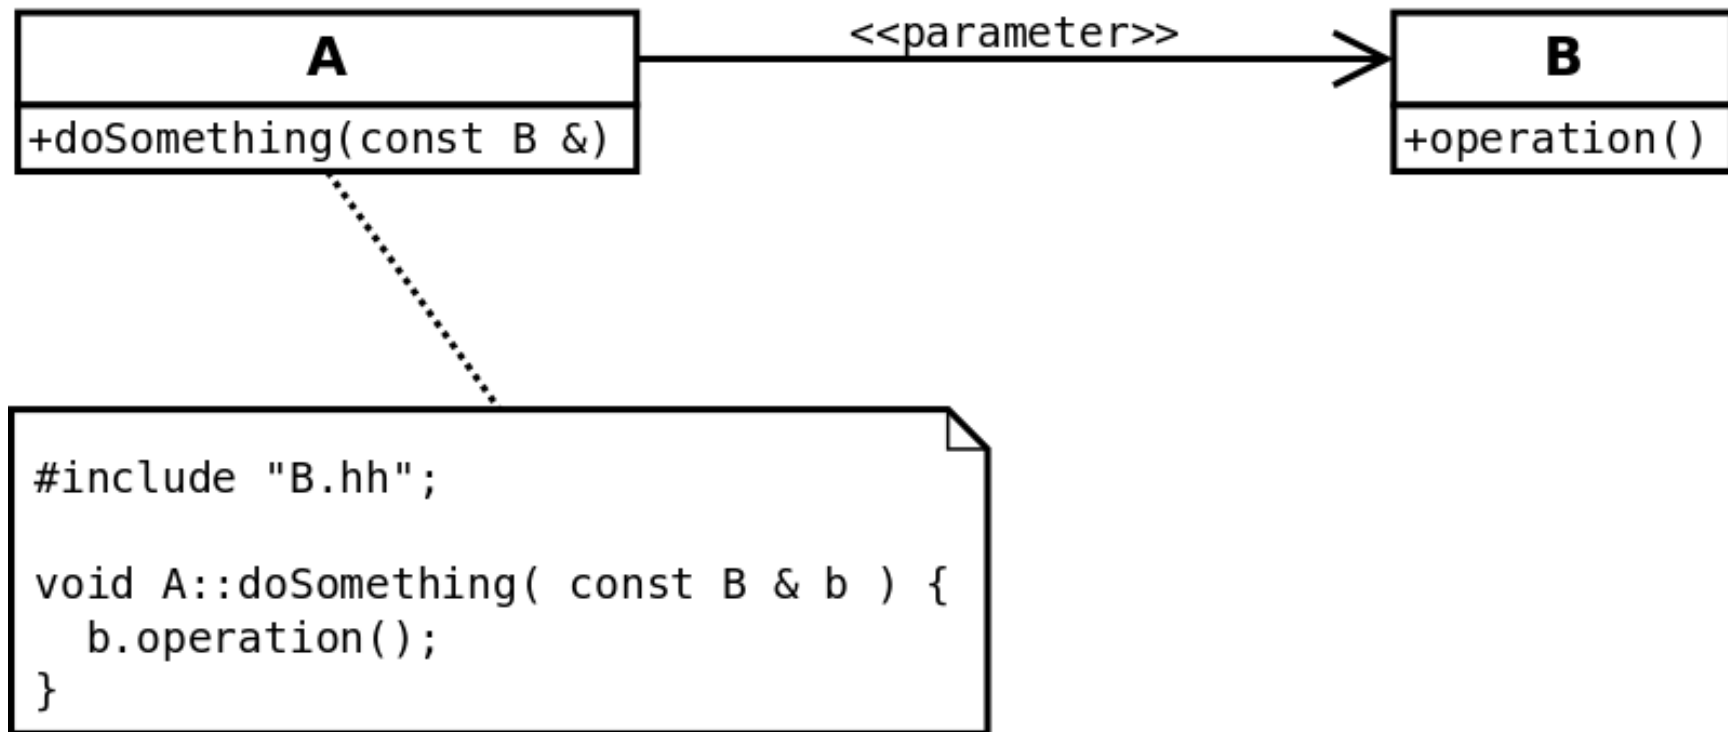 A
<<parameter>>
B
+doSomething(const B &)
+operation()
#include "B.hh";
void A::doSomething( const B & b ) {
  b.operation();
}